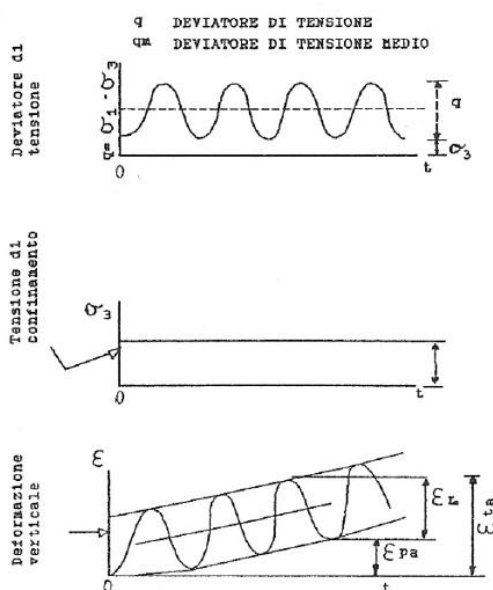 q DEVIATORE DI TENSIONE
qm DEVIATORE DI TENSIONE MEDIO
Deviatore di
tensione
q= σ1 - σ3
q
σ3
0
t
Tensione di
confinamento
σ3
0
t
Deformazione
verticale
ε
εr
εpa
εta
0
t